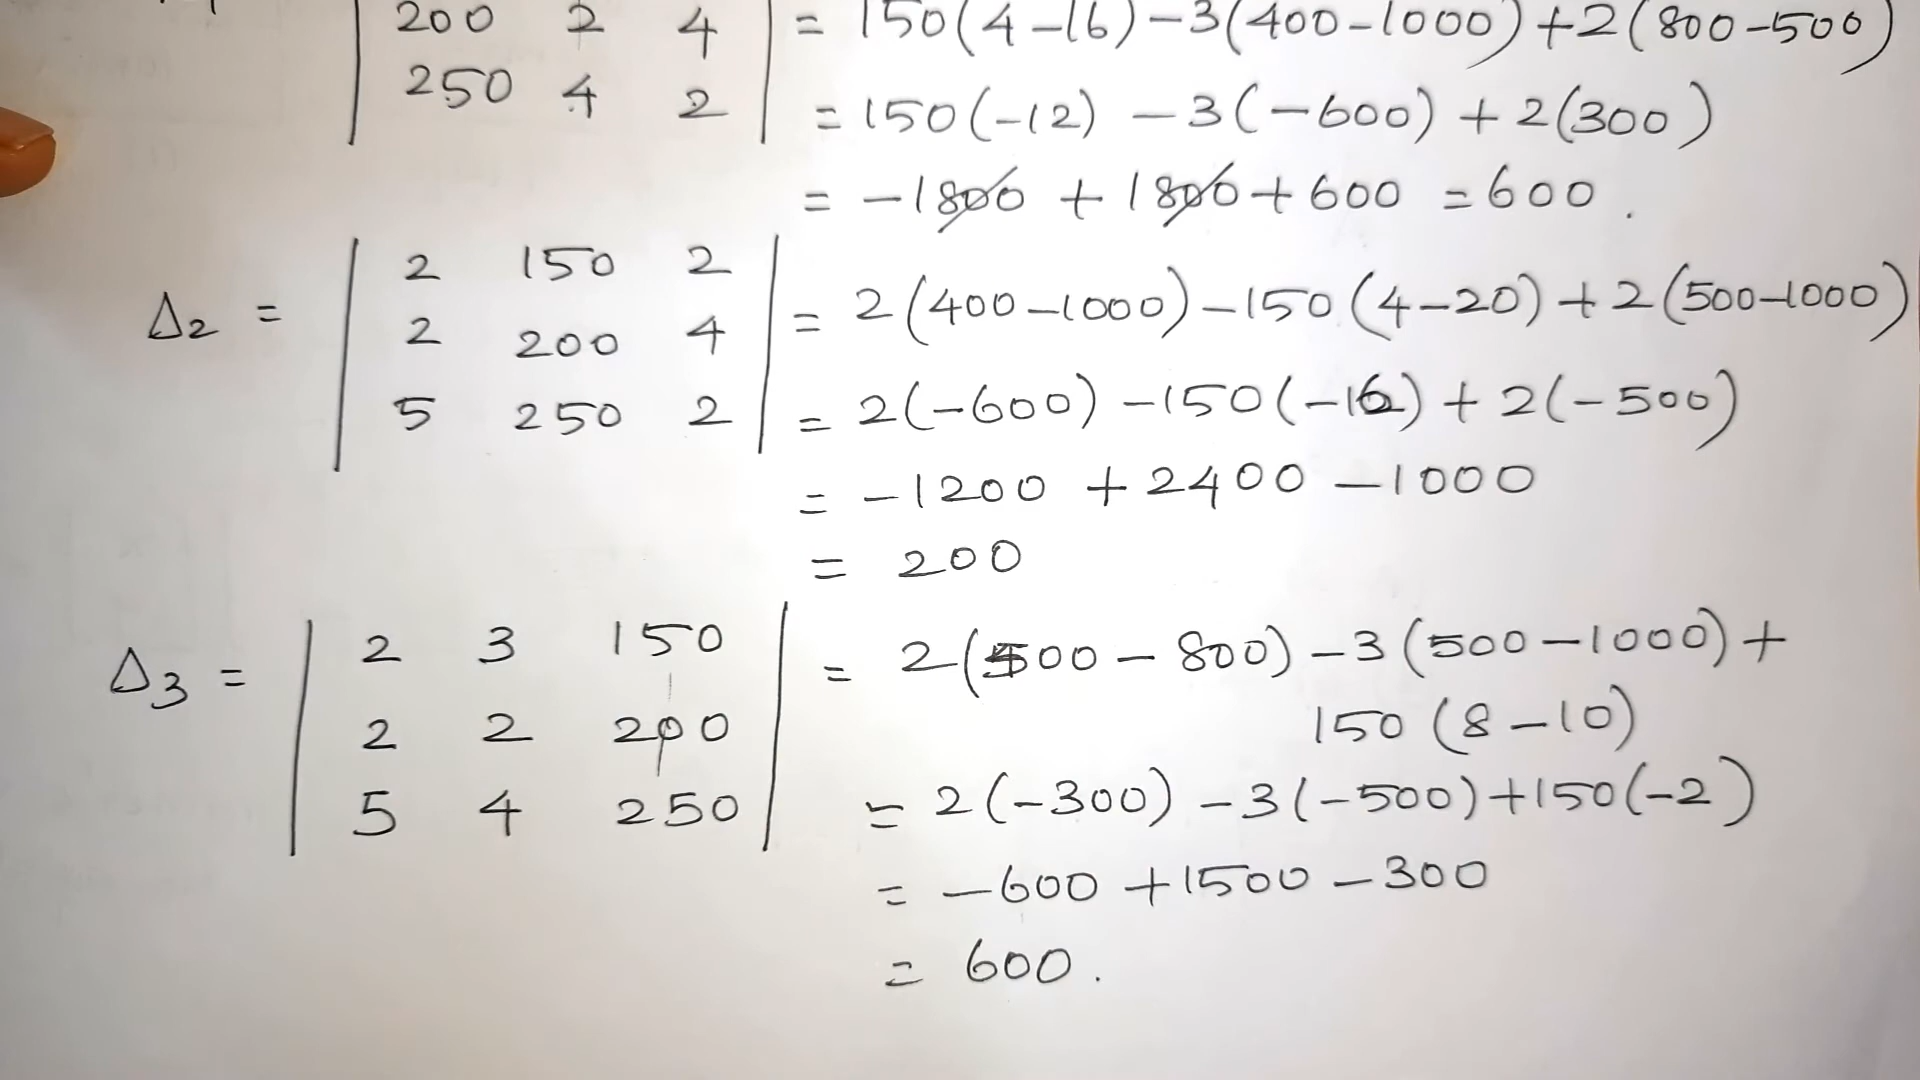 | 200 2 4 | = 150(4-16)-3(400-1000)+2(800-500)
| 250 4 2 | = 150(-12) -3(-600) +2(300)
= -1800 + 1800 + 600 = 600.
Δ2 = | 2 150 2 |
| 2 200 4 | = 2(400-1000)-150(4-20)+2(500-1000)
| 5 250 2 | = 2(-600) -150(-16) + 2(-500)
= -1200 + 2400 -1000
= 200
Δ3 = | 2 3 150 | = 2(500 - 800) -3(500-1000)+
| 2 2 200 | 150 (8-10)
| 5 4 250 | = 2(-300) -3(-500)+150(-2)
= -600 +1500 -300
= 600.